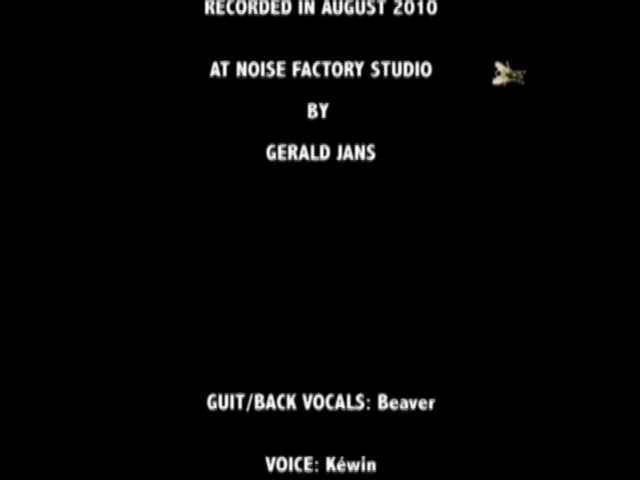 RECORDED IN AUGUST 2010
AT NOISE FACTORY STUDIO
BY
GERALD JANS
GUIT/BACK VOCALS: Beaver
VOICE: Kéwin